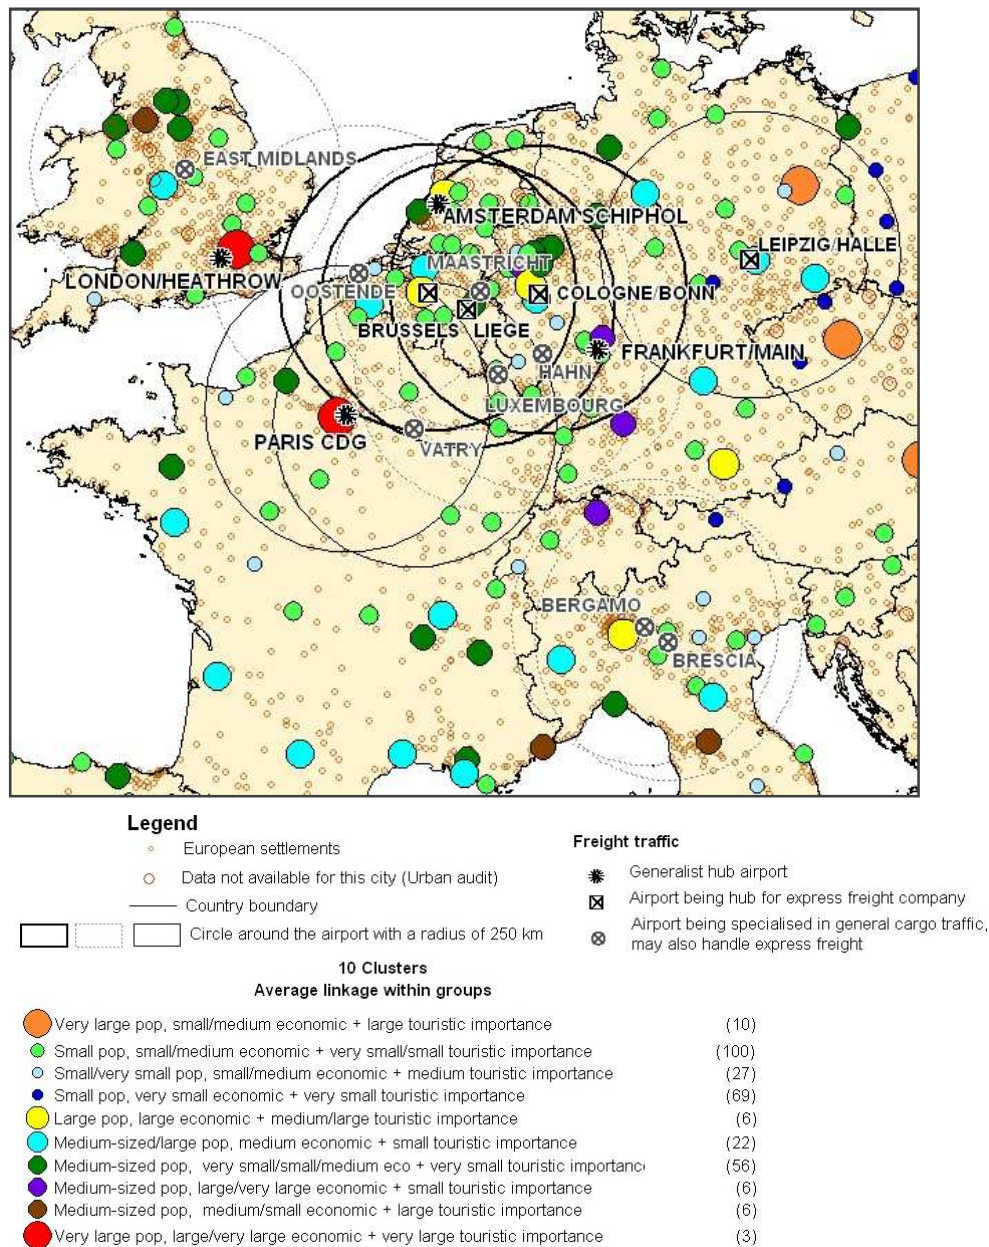 EAST MIDLANDS
AMSTERDAM SCHIPHOL
LEIPZIG/HALLE
MAASTRICHT
LONDON/HEATHROW
OOSTENDE
COLOGNE/BONN
BRUSSELS
LIEGE
FRANKFURT/MAIN
HAHN
LUXEMBOURG
PARIS CDG
VATRY
BERGAMO
BRESCIA
Legend
European settlements
Data not available for this city (Urban audit)
Country boundary
Circle around the airport with a radius of 250 km
Freight traffic
Generalist hub airport
Airport being hub for express freight company
Airport being specialised in general cargo traffic,
may also handle express freight
10 Clusters
Average linkage within groups
Very large pop, small/medium economic + large touristic importance (10)
Small pop, small/medium economic + very small/small touristic importance (100)
Small/very small pop, small/medium economic + medium touristic importance (27)
Small pop, very small economic + very small touristic importance (69)
Large pop, large economic + medium/large touristic importance (6)
Medium-sized/large pop, medium economic + small touristic importance (22)
Medium-sized pop, very small/small/medium eco + very small touristic importanc (56)
Medium-sized pop, large/very large economic + small touristic importance (6)
Medium-sized pop, medium/small economic + large touristic importance (6)
Very large pop, large/very large economic + very large touristic importance (3)